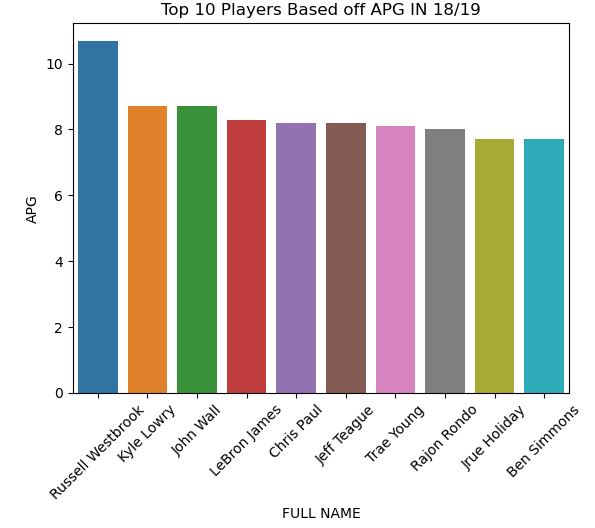 Top 10 Players Based off APG IN 18/19
APG
10
8
6
4
2
0
Russell Westbrook
Kyle Lowry
John Wall
LeBron James
Chris Paul
Jeff Teague
Trae Young
Rajon Rondo
Jrue Holiday
Ben Simmons
FULL NAME